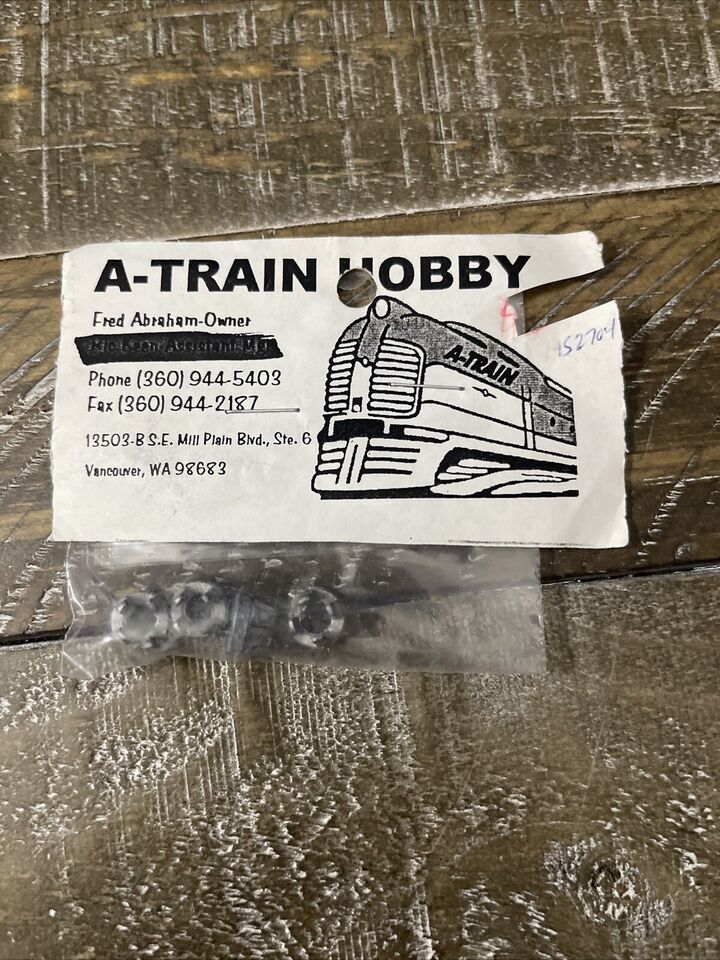 A-TRAIN HOBBY
Fred Abraham-Owner
Phone (360) 944-5403
Fax (360) 944-2187
13503-B S.E. Mill Plain Blvd., Ste. 6
Vancouver, WA 98683
A-TRAIN